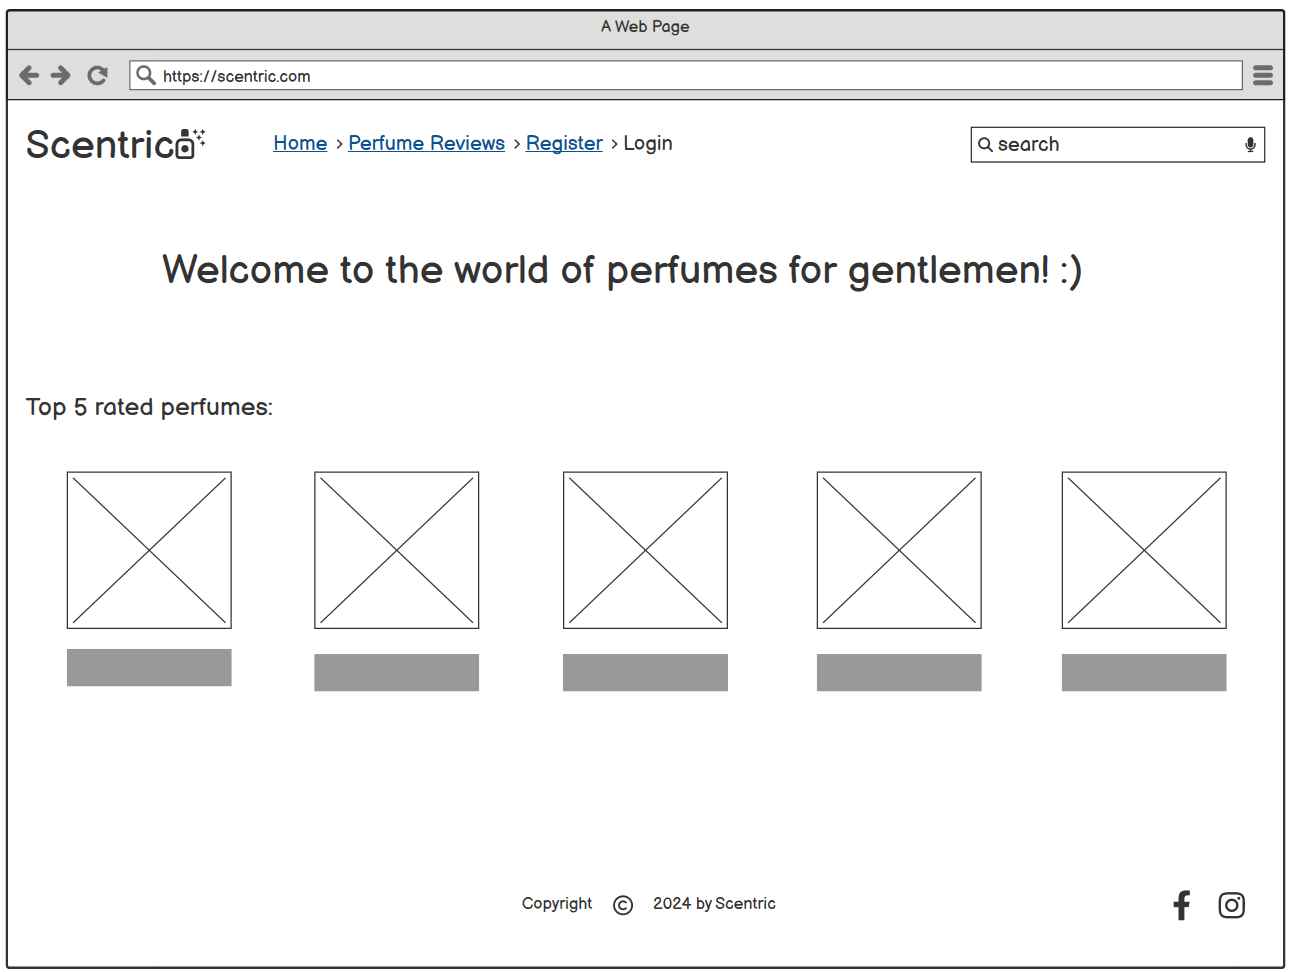 A Web Page
https://scentric.com
Scentric
Home › Perfume Reviews › Register › Login
search
Welcome to the world of perfumes for gentlemen! :)
Top 5 rated perfumes:
Copyright © 2024 by Scentric